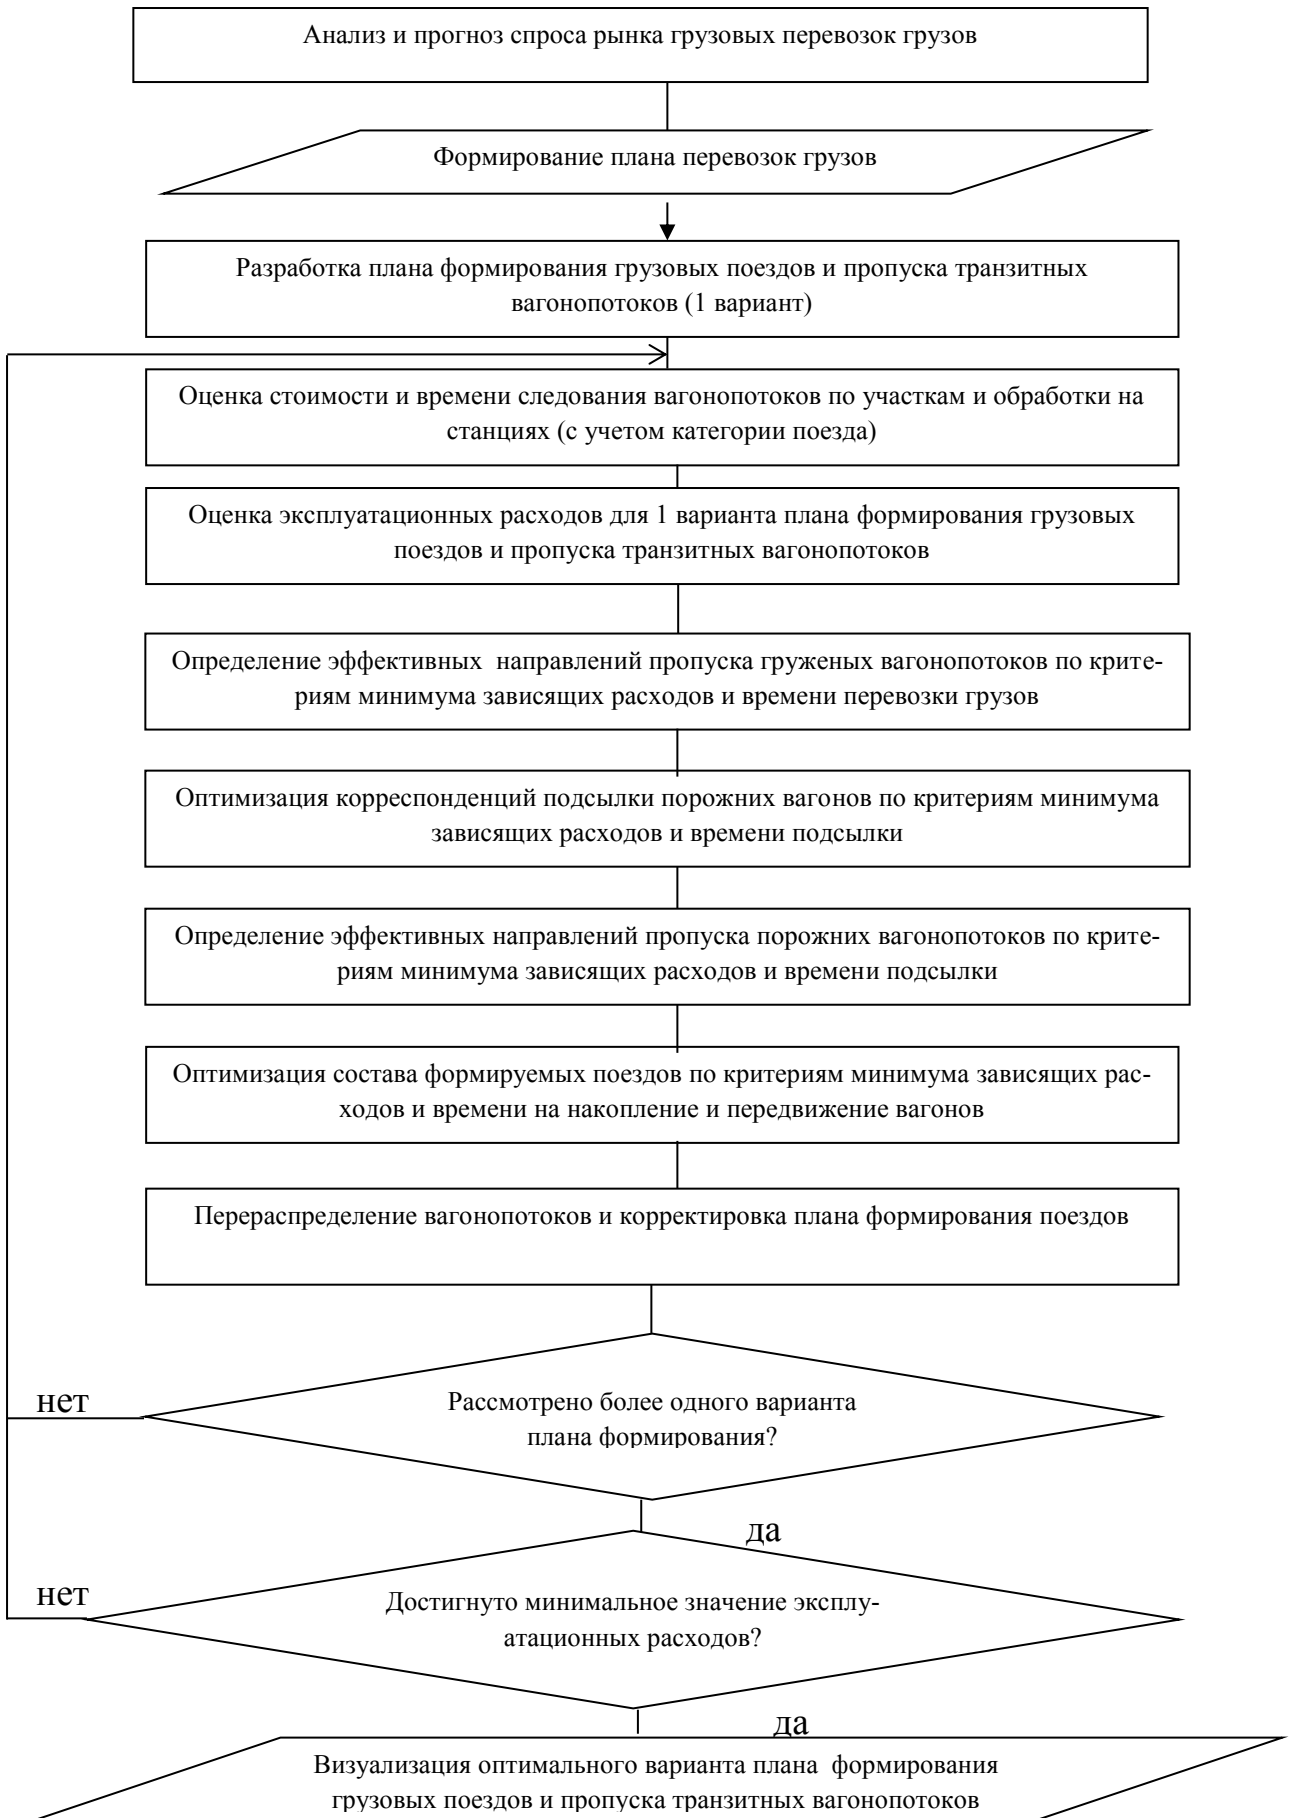 Анализ и прогноз спроса рынка грузовых перевозок грузов
Формирование плана перевозок грузов
Разработка плана формирования грузовых поездов и пропуска транзитных
вагонопотоков (1 вариант)
Оценка стоимости и времени следования вагонопотоков по участкам и обработки на
станциях (с учетом категории поезда)
Оценка эксплуатационных расходов для 1 варианта плана формирования грузовых
поездов и пропуска транзитных вагонопотоков
Определение эффективных  направлений пропуска груженых вагонопотоков по крите-
риям минимума зависящих расходов и времени перевозки грузов
Оптимизация корреспонденций подсылки порожних вагонов по критериям минимума
зависящих расходов и времени подсылки
Определение эффективных направлений пропуска порожних вагонопотоков по крите-
риям минимума зависящих расходов и времени подсылки
Оптимизация состава формируемых поездов по критериям минимума зависящих рас-
ходов и времени на накопление и передвижение вагонов
Перераспределение вагонопотоков и корректировка плана формирования поездов
нет
Рассмотрено более одного варианта
плана формирования?
да
нет
Достигнуто минимальное значение эксплу-
атационных расходов?
да
Визуализация оптимального варианта плана  формирования
грузовых поездов и пропуска транзитных вагонопотоков